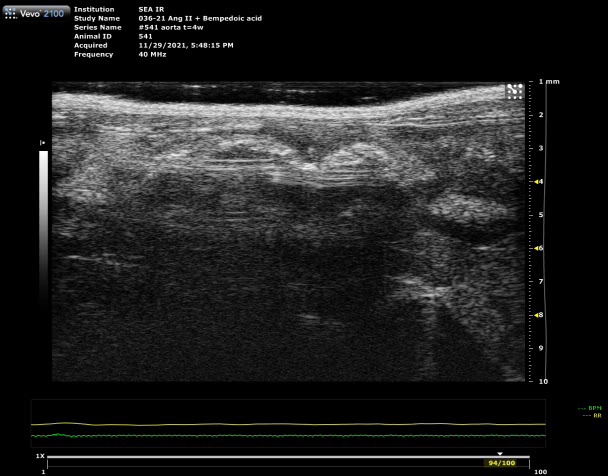 Vevo 2100
Institution SEA IR
Study Name 036-21 Ang II + Bempedoic acid
Series Name #541 aorta t=4w
Animal ID 541
Acquired 11/29/2021, 5:48:15 PM
Frequency 40 MHz
1 mm
2
3
4
5
6
7
8
9
10
BPM
RR
1X
94/100
1 100